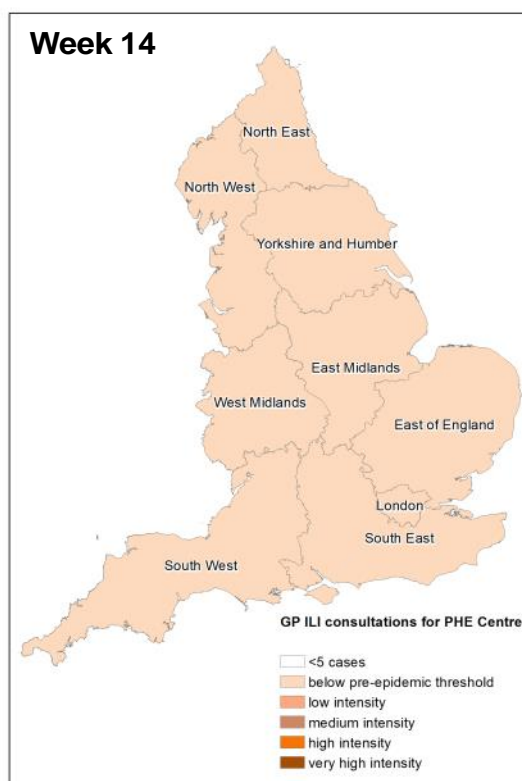 Week 14
North East
North West
Yorkshire and Humber
East Midlands
West Midlands
East of England
London
South East
South West
GP ILI consultations for PHE Centre
<5 cases
below pre-epidemic threshold
low intensity
medium intensity
high intensity
very high intensity